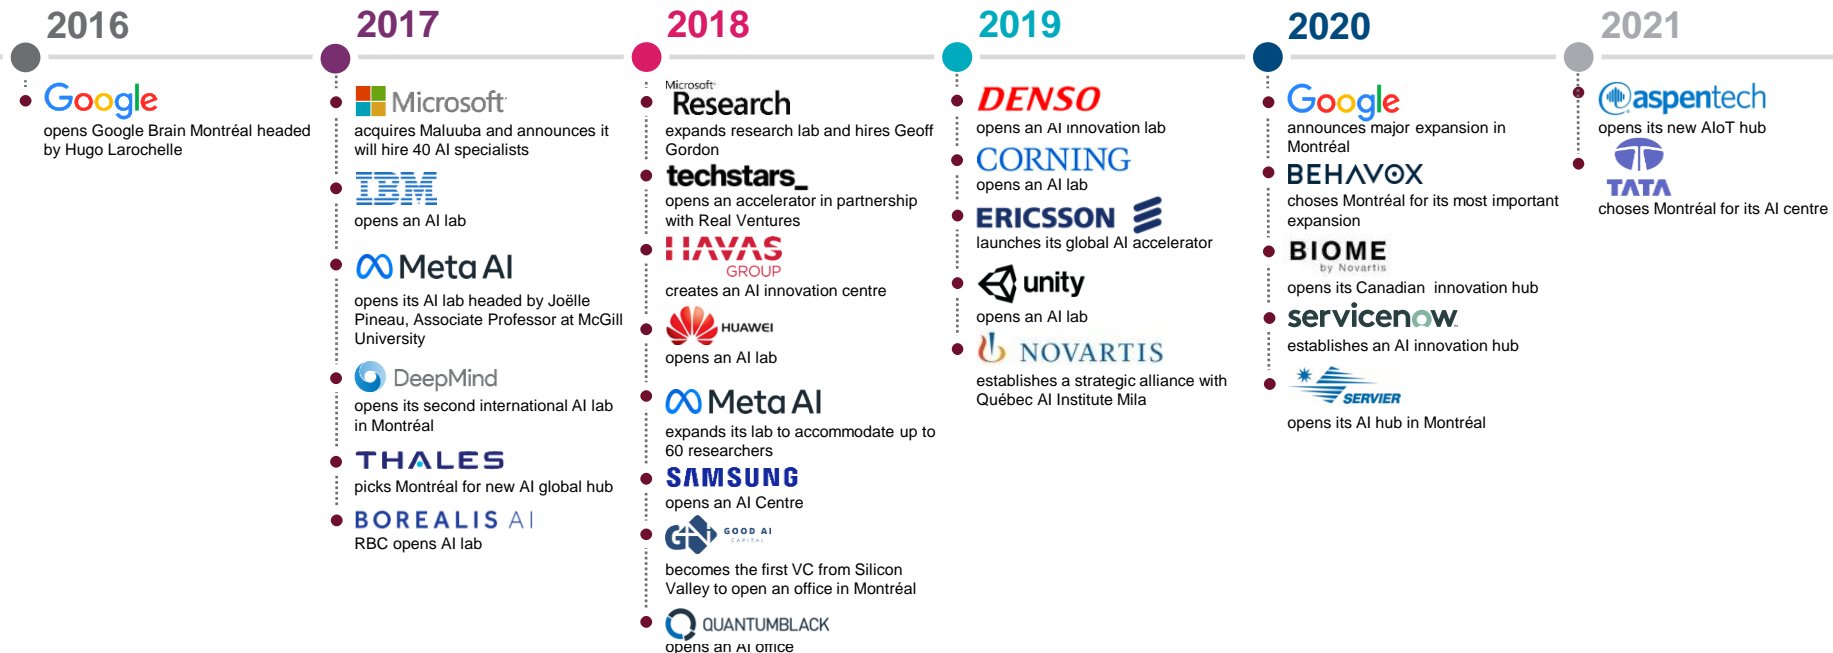 2016
Google
opens Google Brain Montréal headed
by Hugo Larochelle
2017
Microsoft
acquires Maluuba and announces it
will hire 40 AI specialists
IBM
opens an AI lab
Meta AI
opens its AI lab headed by Joëlle
Pineau, Associate Professor at McGill
University
DeepMind
opens its second international AI lab
in Montréal
THALES
picks Montréal for new AI global hub
BOREALIS AI
RBC opens AI lab
2018
Microsoft
Research
expands research lab and hires Geoff
Gordon
techstars_
opens an accelerator in partnership
with Real Ventures
HAVAS
GROUP
creates an AI innovation centre
HUAWEI
opens an AI lab
Meta AI
expands its lab to accommodate up to
60 researchers
SAMSUNG
opens an AI Centre
GAi GOOD AI
CAPITAL
becomes the first VC from Silicon
Valley to open an office in Montréal
QUANTUMBLACK
opens an AI office
2019
DENSO
opens an AI innovation lab
CORNING
opens an AI lab
ERICSSON
launches its global AI accelerator
unity
opens an AI lab
NOVARTIS
establishes a strategic alliance with
Québec AI Institute Mila
2020
Google
announces major expansion in
Montréal
BEHAVOX
choses Montréal for its most important
expansion
BIOME
by Novartis
opens its Canadian innovation hub
servicenow
establishes an AI innovation hub
SERVIER
opens its AI hub in Montréal
2021
aspentech
opens its new AIoT hub
TATA
choses Montréal for its AI centre